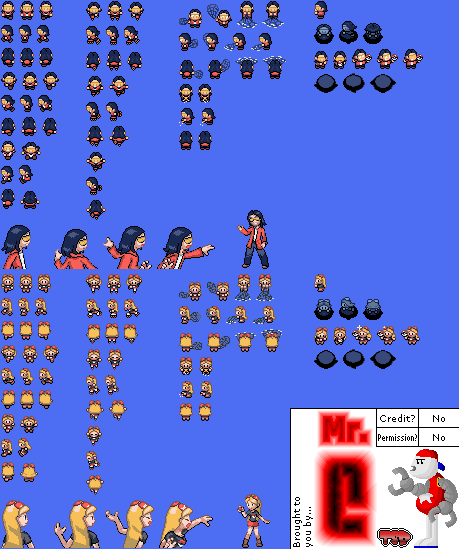 Mr.
e
Brought to
you by...
Credit? No
Permission? No